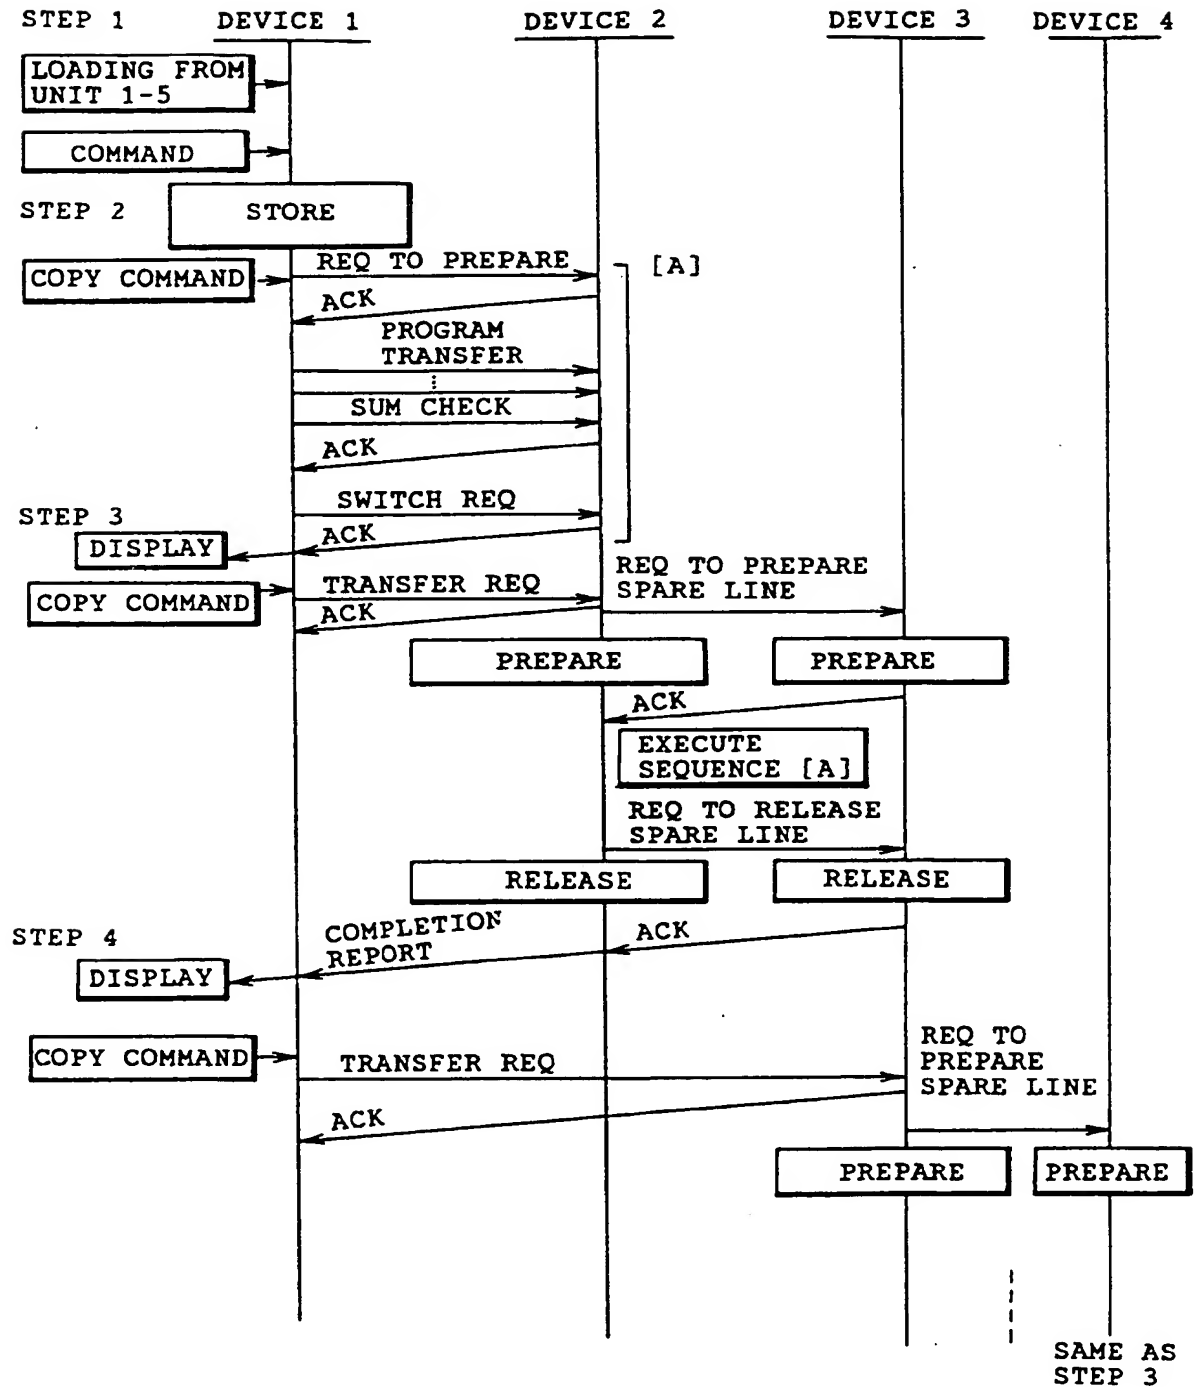 STEP 1
DEVICE 1
DEVICE 2
DEVICE 3
DEVICE 4
LOADING FROM
UNIT 1-5
COMMAND
STEP 2
STORE
COPY COMMAND
REQ TO PREPARE
[A]
ACK
PROGRAM
TRANSFER
SUM CHECK
ACK
SWITCH REQ
STEP 3
ACK
DISPLAY
REQ TO PREPARE
SPARE LINE
COPY COMMAND
TRANSFER REQ
ACK
PREPARE
PREPARE
ACK
EXECUTE
SEQUENCE [A]
REQ TO RELEASE
SPARE LINE
RELEASE
RELEASE
STEP 4
COMPLETION
REPORT
ACK
DISPLAY
COPY COMMAND
TRANSFER REQ
REQ TO
PREPARE
SPARE LINE
ACK
PREPARE
PREPARE
SAME AS
STEP 3